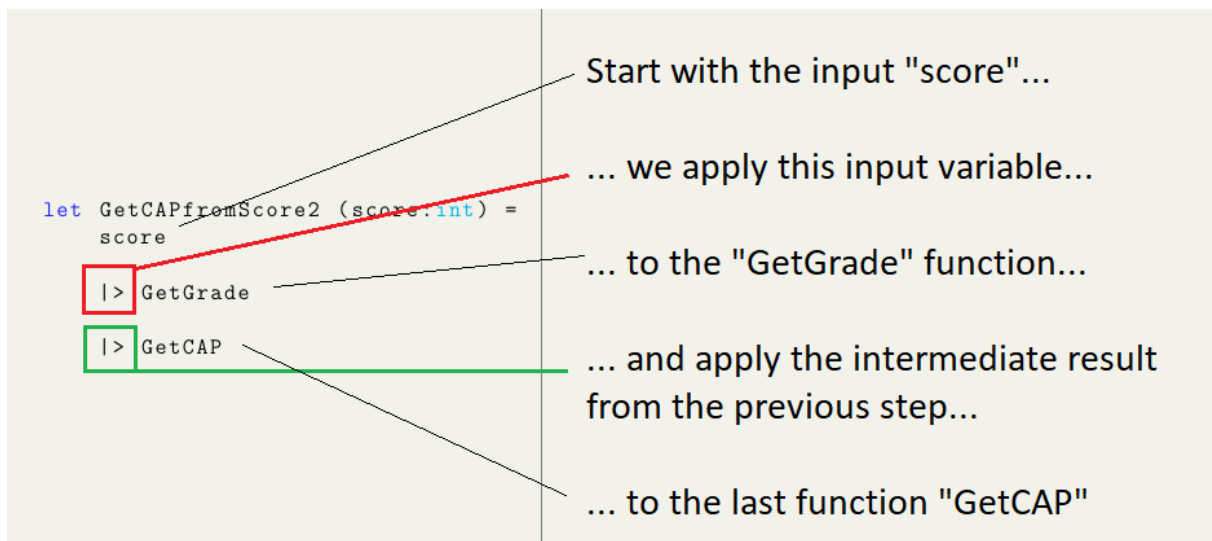 let GetCAPfromScore2 (score:int) =
score
|> GetGrade
|> GetCAP
Start with the input "score"...
... we apply this input variable...
... to the "GetGrade" function...
... and apply the intermediate result
from the previous step...
... to the last function "GetCAP"